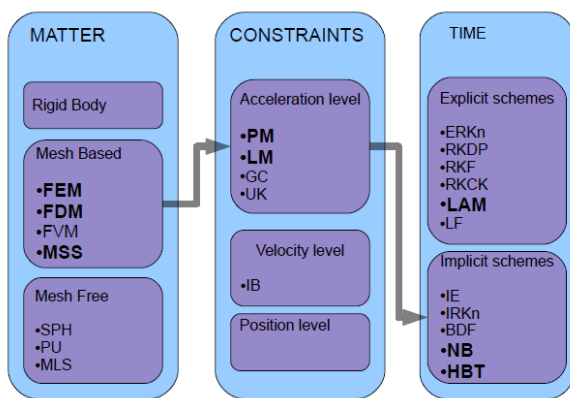 MATTER
Rigid Body
Mesh Based
•FEM
•FDM
•FVM
•MSS
Mesh Free
•SPH
•PU
•MLS
CONSTRAINTS
Acceleration level
•PM
•LM
•GC
•UK
Velocity level
•IB
Position level
TIME
Explicit schemes
•ERKn
•RKDP
•RKF
•RKCK
•LAM
•LF
Implicit schemes
•IE
•IRKn
•BDF
•NB
•HBT